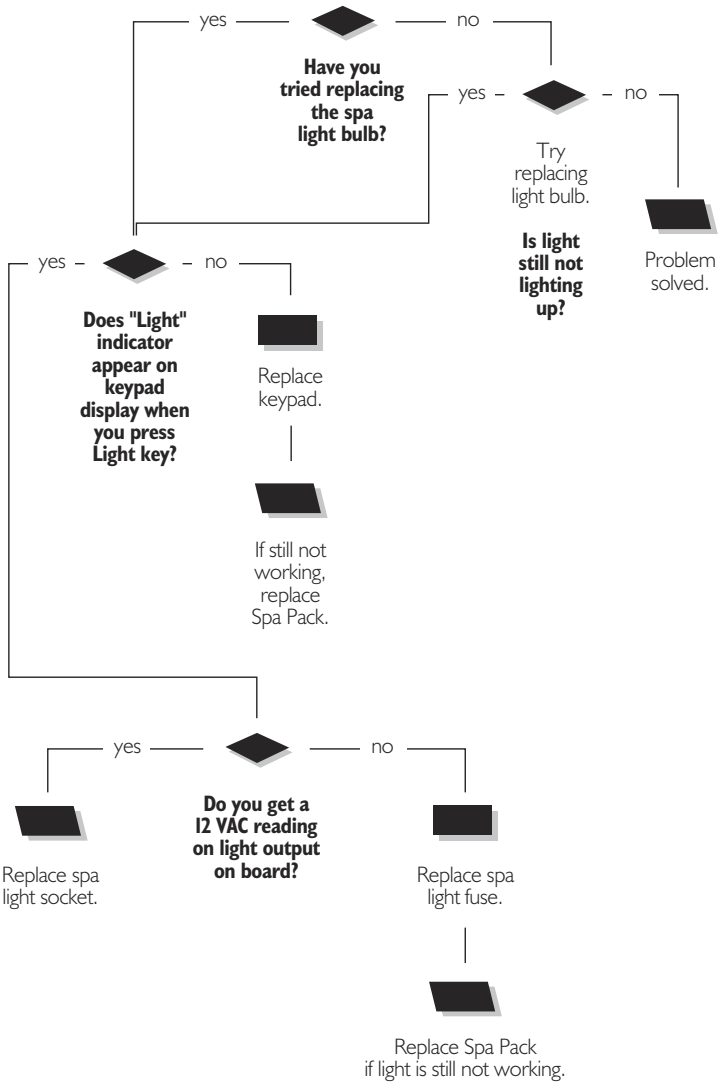 yes
no
Have you
tried replacing
the spa
light bulb?
yes
no
Try
replacing
light bulb.
Is light
still not
lighting
up?
Problem
solved.
yes
no
Does "Light"
indicator
appear on
keypad
display when
you press
Light key?
Replace
keypad.
If still not
working,
replace
Spa Pack.
yes
no
Do you get a
12 VAC reading
on light output
on board?
Replace spa
light socket.
Replace spa
light fuse.
Replace Spa Pack
if light is still not working.